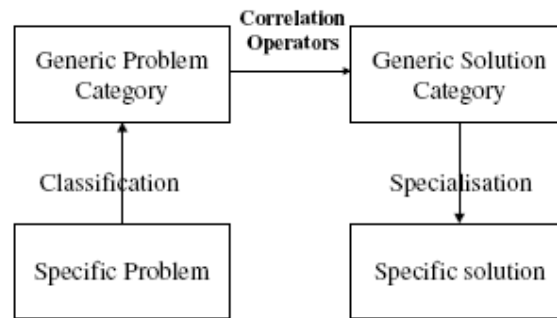 Correlation
Operators
Generic Problem
Category
Generic Solution
Category
Classification
Specialisation
Specific Problem
Specific solution